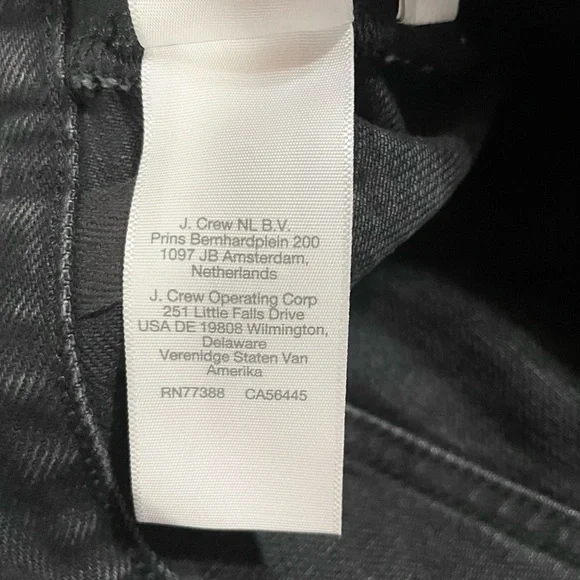 J. Crew NL B.V.
Prins Bernhardplein 200
1097 JB Amsterdam,
Netherlands
J. Crew Operating Corp
251 Little Falls Drive
USA DE 19808 Wilmington,
Delaware
Verenidge Staten Van
Amerika
RN77388 CA56445